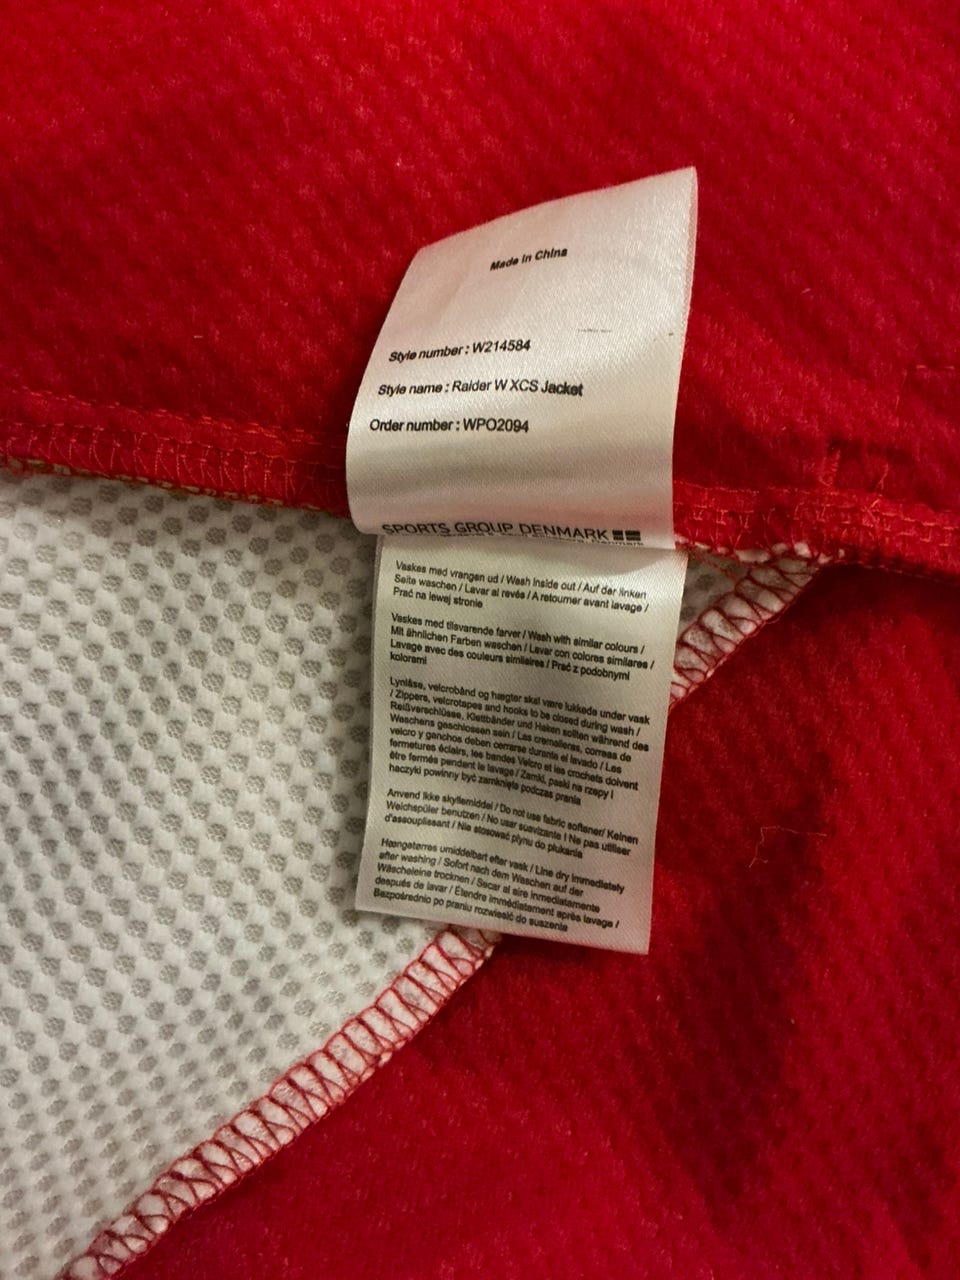 Made in China
Style number : W214584
Style name : Raider W XCS Jacket
Order number : WPO2094
SPORTS GROUP DENMARK
Denmark
Vaskes med vrangen ud / Wash inside out / Auf der linken
Seite waschen / Lavar al revés / A retourner avant lavage /
Prać na lewej stronie
Vaskes med tilsvarende farver / Wash with similar colours /
Mit ähnlichen Farben waschen / Lavar con colores similares /
Lavage avec des couleurs similaires / Prać z podobnymi
kolorami
Lynlåse, velcrobånd og hægter skal være lukkede under vask
/ Zippers, velcrotapes and hooks to be closed during wash /
Reißverschlüsse, Klettbänder und Haken sollten während des
Waschens geschlossen sein / Las cremalleras, correas de
velcro y ganchos deben cerrarse durante el lavado / Les
fermetures éclairs, les bandes Velcro et les crochets doivent
être fermés pendant le lavage / Zamki, paski na rzepy i
haczyki powinny być zamknięte podczas prania
Anvend ikke skyllemiddel / Do not use fabric softener/ Keinen
Weichspüler benutzen / No usar suavizante ! Ne pas utiliser
d'assouplissant / Nie stosować płynu do płukania
Hængetørres umiddelbart efter vask / Line dry immediately
after washing / Sofort nach dem Waschen auf der
Wäscheleine trocknen / Secar al aire inmediatamente
después de lavar / Étendre immédiatement après lavage /
Bezpośrednio po praniu rozwiesić do suszenia